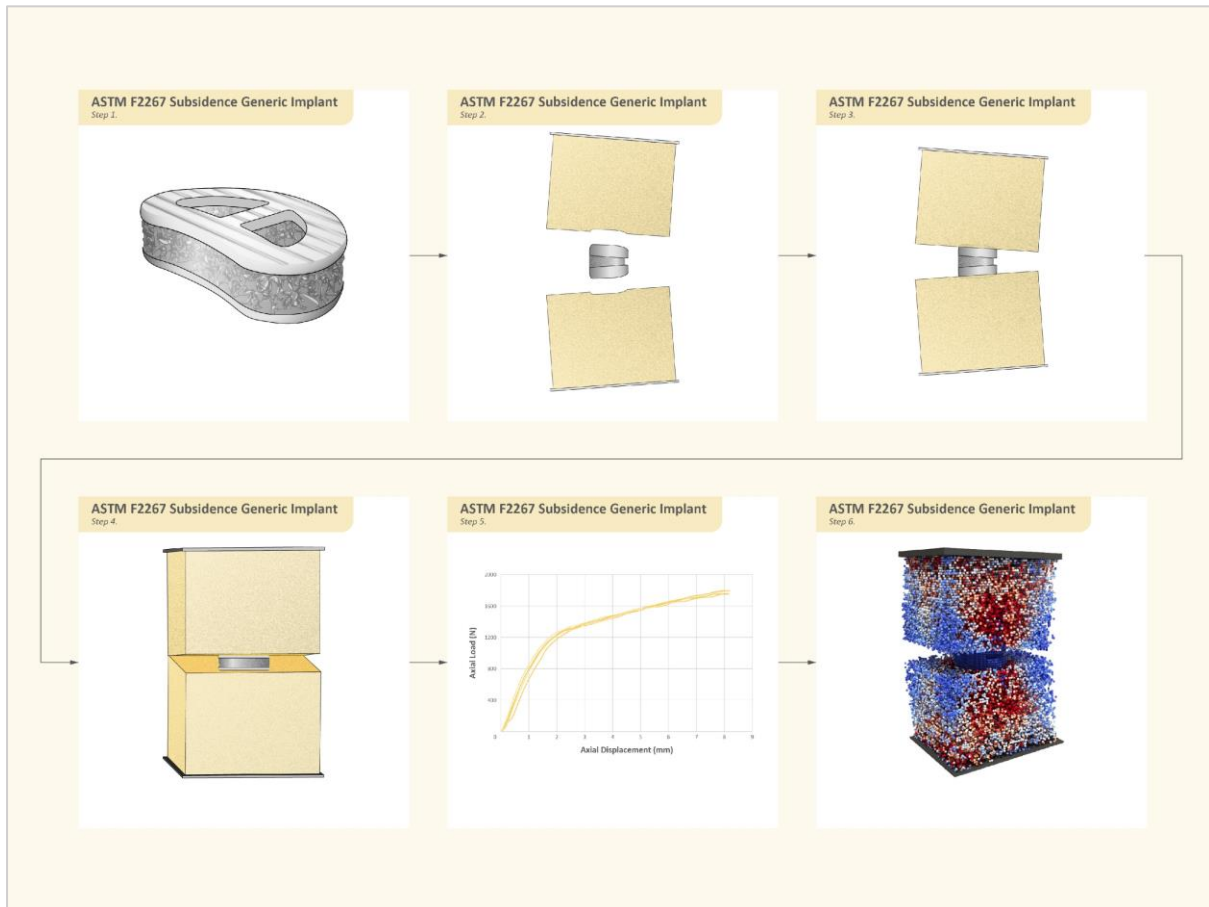 ASTM F2267 Subsidence Generic Implant
Step 1.
ASTM F2267 Subsidence Generic Implant
Step 2.
ASTM F2267 Subsidence Generic Implant
Step 3.
ASTM F2267 Subsidence Generic Implant
Step 4.
ASTM F2267 Subsidence Generic Implant
Step 5.
2000
1600
1200
800
400
0 1 2 3 4 5 6 7 8 9
Axial Load (N)
Axial Displacement (mm)
ASTM F2267 Subsidence Generic Implant
Step 6.